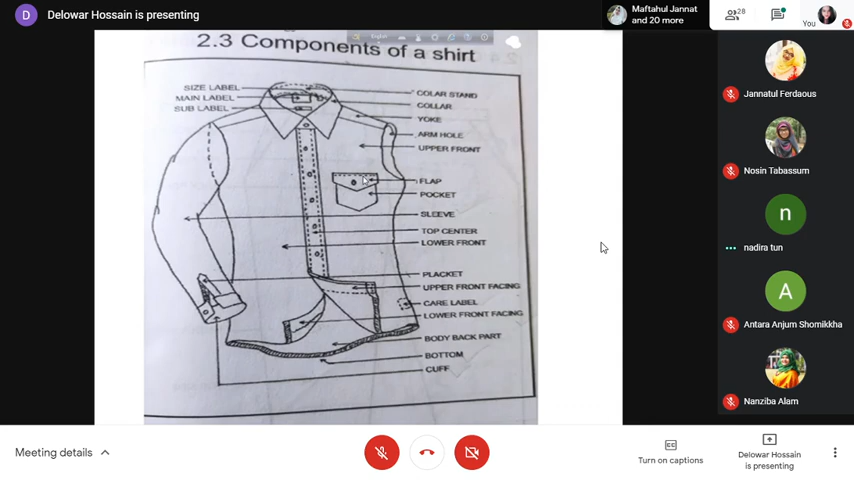 D Delowar Hossain is presenting
Maftahul Jannat
and 20 more
28
You
English
2.3 Components of a shirt
SIZE LABEL
MAIN LABEL
SUB LABEL
COLAR STAND
COLLAR
YOKE
ARM HOLE
UPPER FRONT
FLAP
POCKET
SLEEVE
TOP CENTER
LOWER FRONT
PLACKET
UPPER FRONT FACING
CARE LABEL
LOWER FRONT FACING
BODY BACK PART
BOTTOM
CUFF
Jannatul Ferdaous
Nosin Tabassum
n
nadira tun
A
Antara Anjum Shomikkha
Nanziba Alam
Meeting details
Turn on captions
Delowar Hossain
is presenting